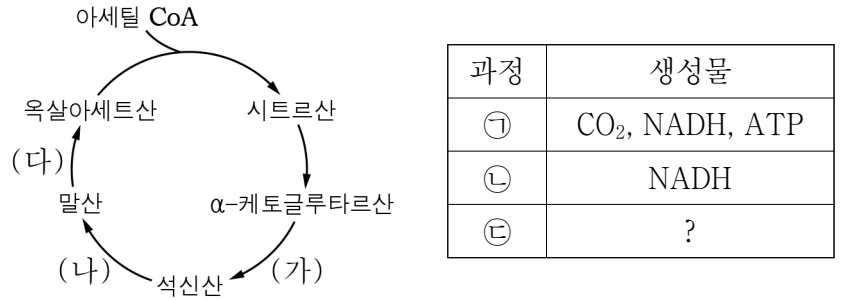 아세틸 CoA
옥살아세트산
시트르산
(다)
말산
α-케토글루타르산
(나)
석신산
(가)
과정 생성물
㉠ CO₂, NADH, ATP
㉡ NADH
㉢ ?